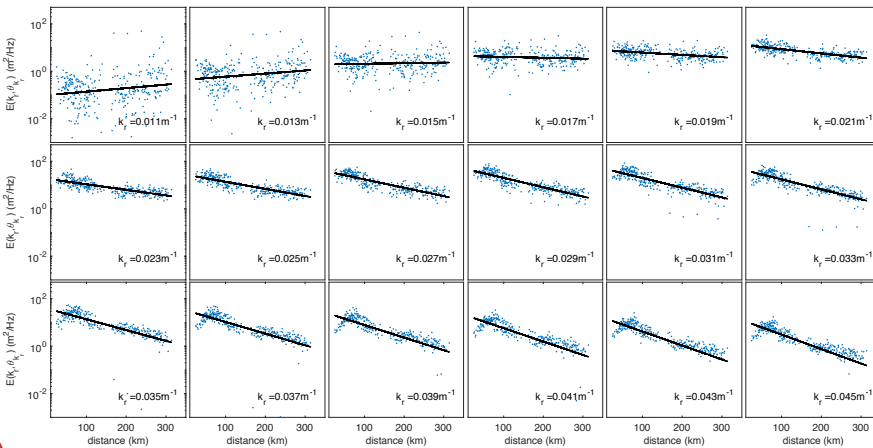 E(k_r, θ_k_r) (m²/Hz)
10²
10⁰
10⁻²
k_r=0.011m⁻¹
k_r=0.013m⁻¹
k_r=0.015m⁻¹
k_r=0.017m⁻¹
k_r=0.019m⁻¹
k_r=0.021m⁻¹
E(k_r, θ_k_r) (m²/Hz)
10²
10⁰
10⁻²
k_r=0.023m⁻¹
k_r=0.025m⁻¹
k_r=0.027m⁻¹
k_r=0.029m⁻¹
k_r=0.031m⁻¹
k_r=0.033m⁻¹
E(k_r, θ_k_r) (m²/Hz)
10²
10⁰
10⁻²
k_r=0.035m⁻¹
k_r=0.037m⁻¹
k_r=0.039m⁻¹
k_r=0.041m⁻¹
k_r=0.043m⁻¹
k_r=0.045m⁻¹
100 200 300 100 200 300 100 200 300 100 200 300 100 200 300 100 200 300
distance (km) distance (km) distance (km) distance (km) distance (km) distance (km)